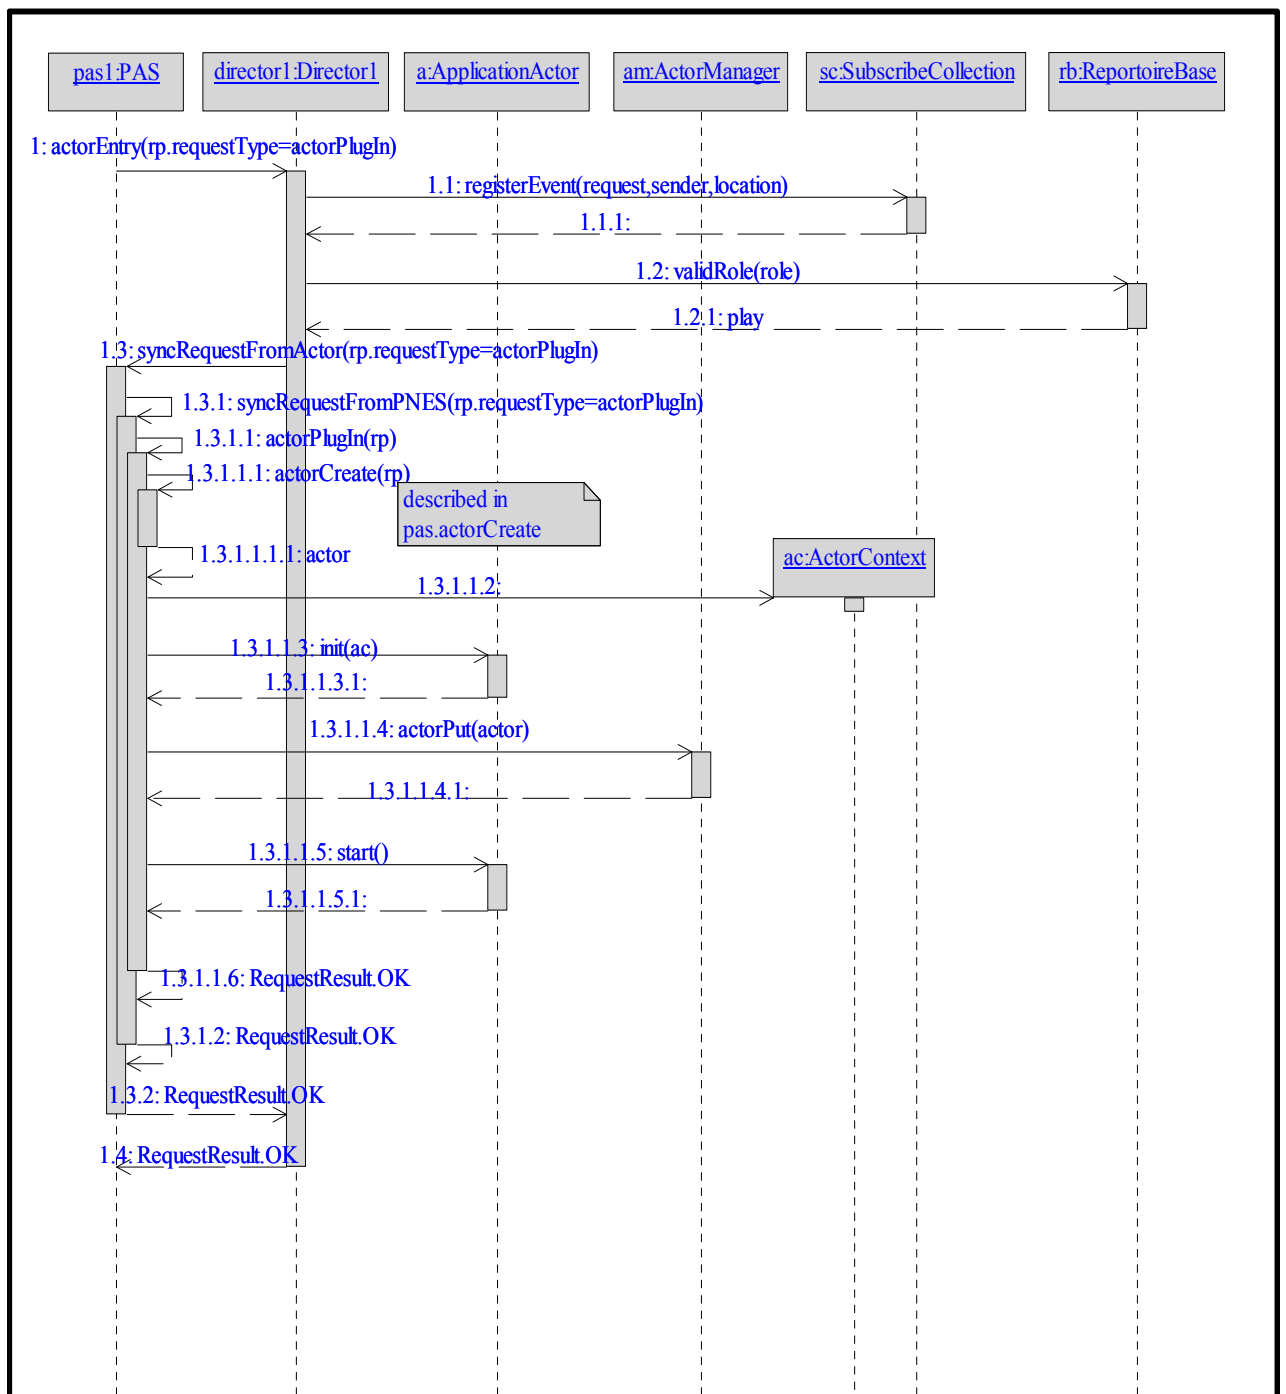 pas1:PAS
director1:Director1
a:ApplicationActor
am:ActorManager
sc:SubscribeCollection
rb:ReportoireBase
1: actorEntry(rp.requestType=actorPlugIn)
1.1: registerEvent(request,sender,location)
1.1.1:
1.2: validRole(role)
1.2.1: play
1.3: syncRequestFromActor(rp.requestType=actorPlugIn)
1.3.1: syncRequestFromPNES(rp.requestType=actorPlugIn)
1.3.1.1: actorPlugIn(rp)
1.3.1.1.1: actorCreate(rp)
described in
pas.actorCreate
1.3.1.1.1.1: actor
ac:ActorContext
1.3.1.1.2:
1.3.1.1.3: init(ac)
1.3.1.1.3.1:
1.3.1.1.4: actorPut(actor)
1.3.1.1.4.1:
1.3.1.1.5: start()
1.3.1.1.5.1:
1.3.1.1.6: RequestResult.OK
1.3.1.2: RequestResult.OK
1.3.2: RequestResult.OK
1.4: RequestResult.OK